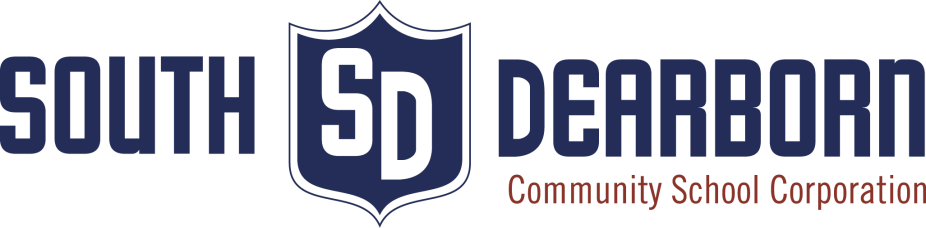 SOUTH SD DEARBORN
Community School Corporation